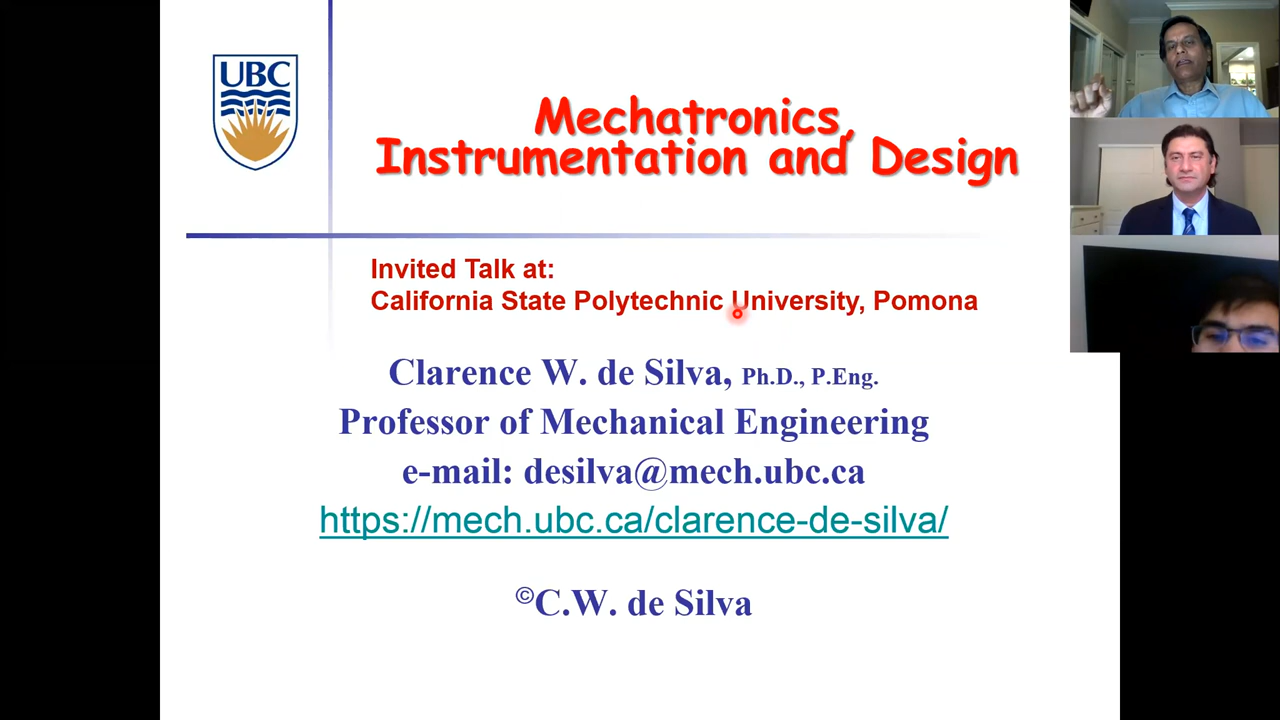 UBC
Mechatronics,
Instrumentation and Design
Invited Talk at:
California State Polytechnic University, Pomona
Clarence W. de Silva, Ph.D., P.Eng.
Professor of Mechanical Engineering
e-mail: desilva@mech.ubc.ca
https://mech.ubc.ca/clarence-de-silva/
©C.W. de Silva